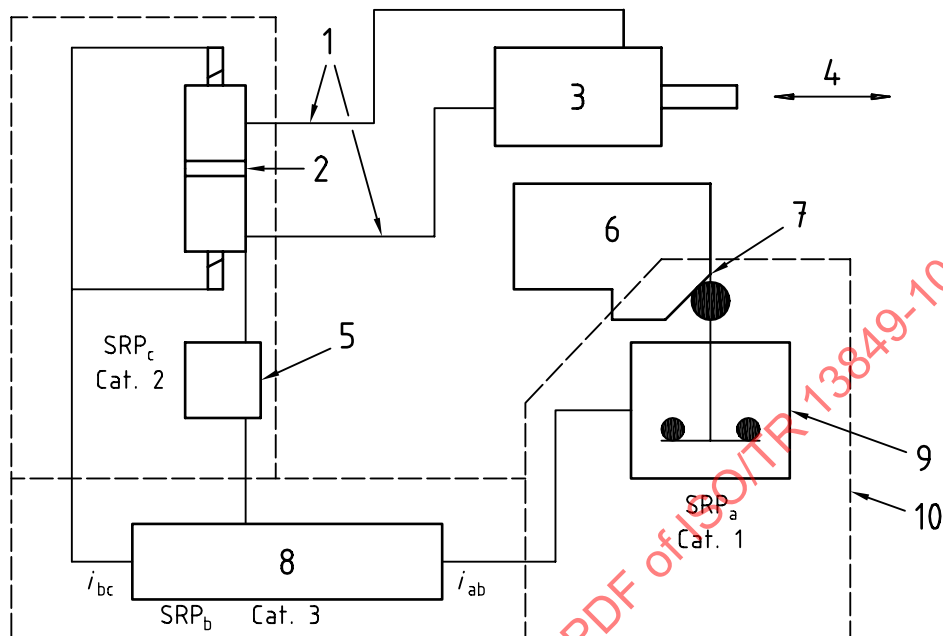 1
3
4
2
6
7
SRPc
Cat. 2
5
9
SRPa
Cat. 1
10
8
ibc
iab
SRPb Cat. 3
PDF of ISO/TR 13849-10